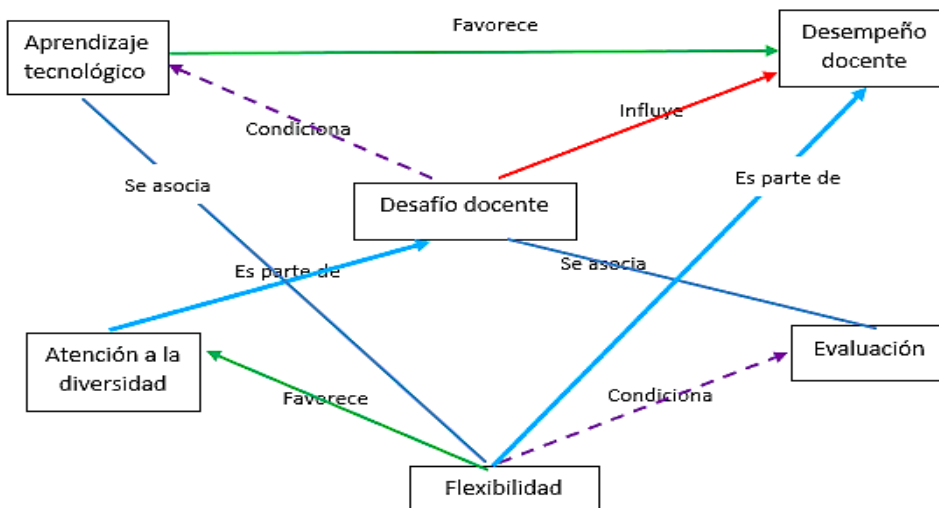 Favorece
Aprendizaje
tecnológico
Desempeño
docente
Influye
Condiciona
Se asocia
Es parte de
Desafío docente
Es parte de
Se asocia
Atención a la
diversidad
Evaluación
Favorece
Condiciona
Flexibilidad